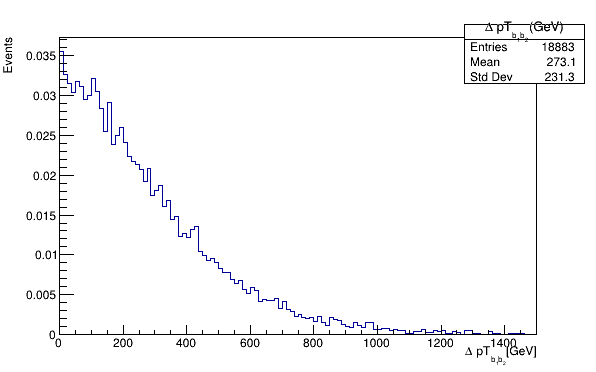 Δ pT_{b₁b₂}(GeV)
Entries 18883
Mean 273.1
Std Dev 231.3
Events
0.035
0.03
0.025
0.02
0.015
0.01
0.005
0
0 200 400 600 800 1000 1200 1400
Δ pT_{b₁b₂}[GeV]